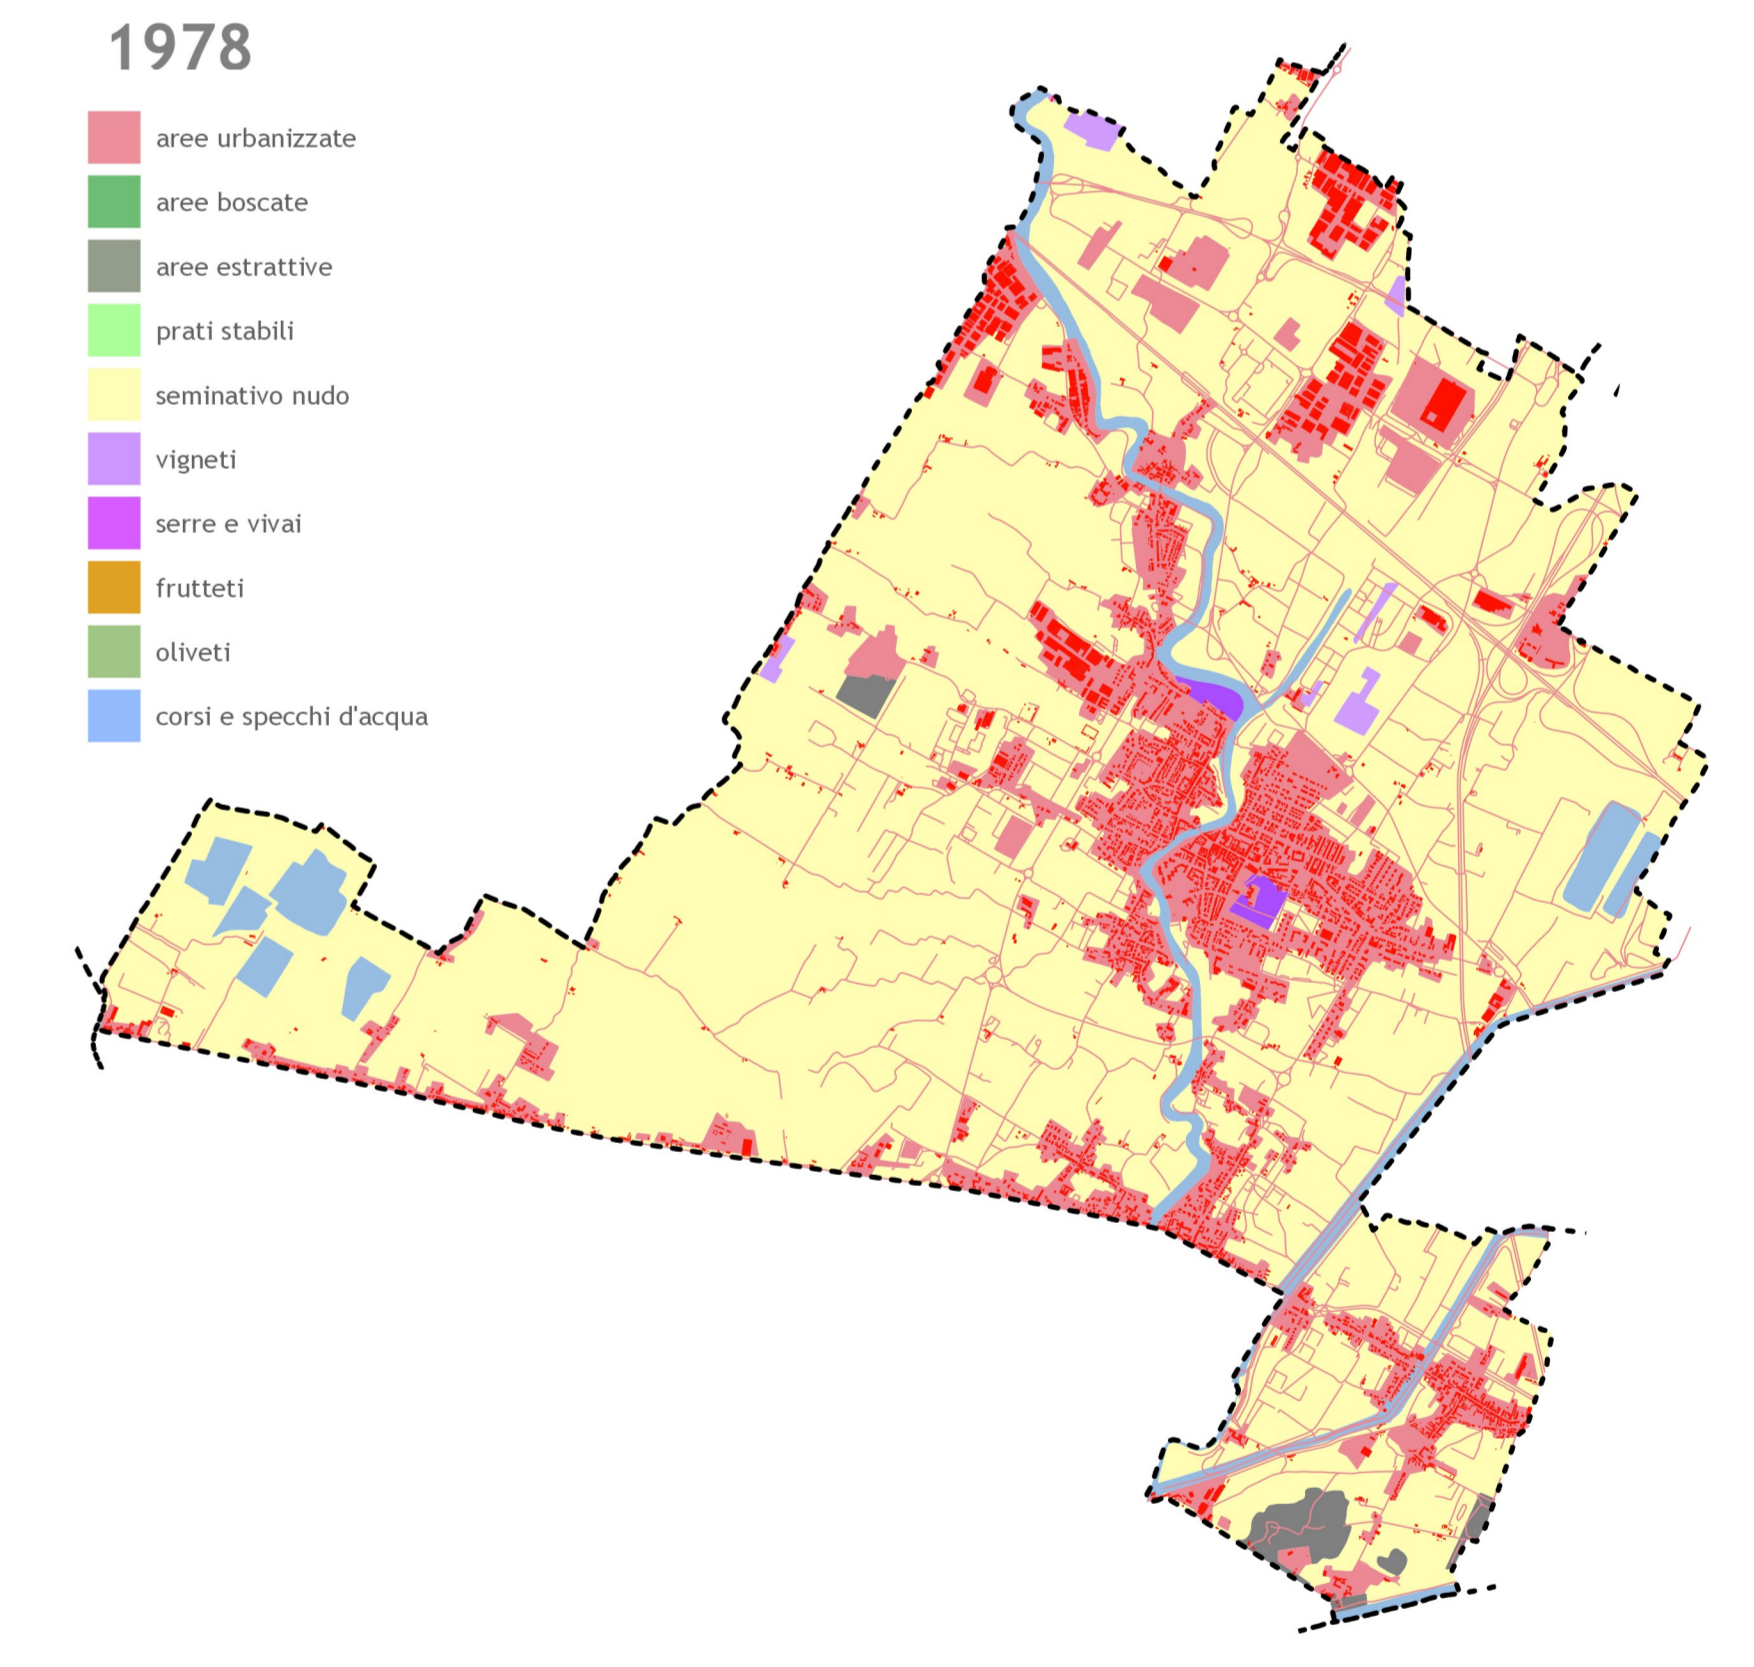 1978
aree urbanizzate
aree boscate
aree estrattive
prati stabili
seminativo nudo
vigneti
serre e vivai
frutteti
oliveti
corsi e specchi d'acqua